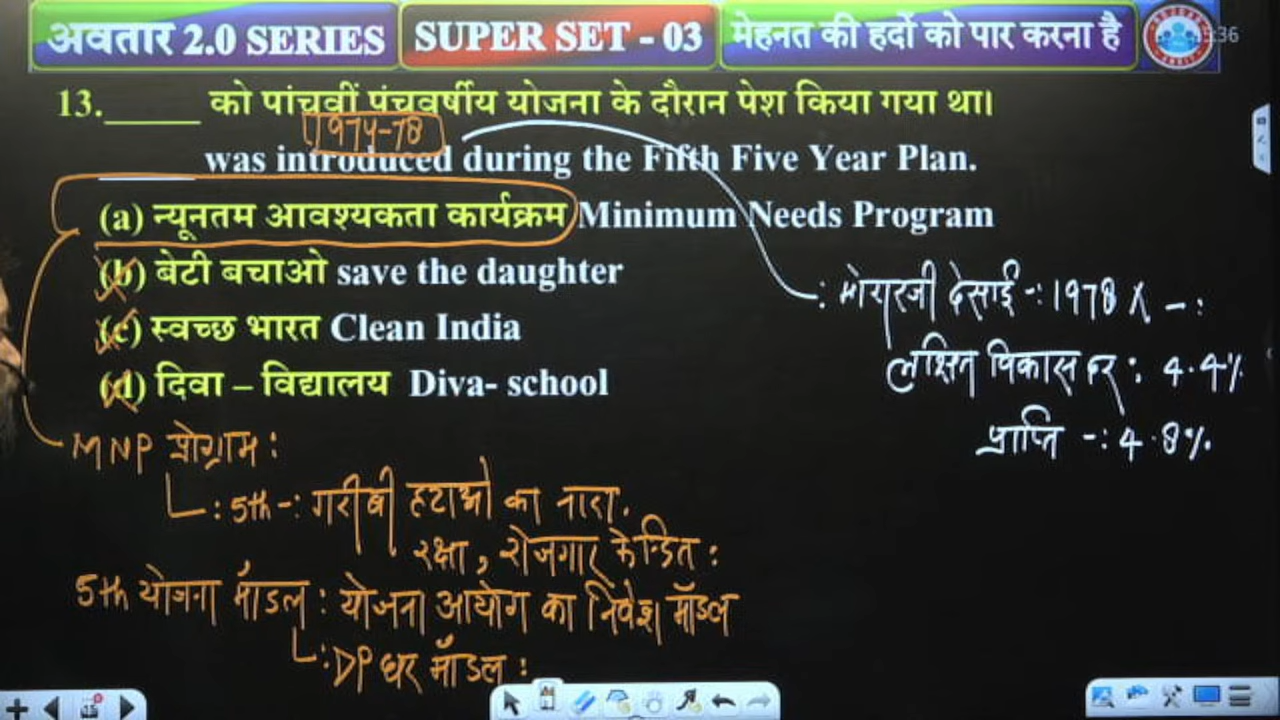 अवतार 2.0 SERIES SUPER SET - 03 मेहनत की हदों को पार करना है
5:36
13.______ को पांचवीं पंचवर्षीय योजना के दौरान पेश किया गया था।
1974-78
______ was introduced during the Fifth Five Year Plan.
(a) न्यूनतम आवश्यकता कार्यक्रम Minimum Needs Program
(b) बेटी बचाओ save the daughter
(c) स्वच्छ भारत Clean India
(d) दिवा – विद्यालय Diva- school
: मोरारजी देसाई -: 1978 X -:
लक्षित विकास दर : 4.4%
प्राप्ति -: 4.8%
MNP प्रोग्राम :
: 5th -: गरीबी हटाओ का नारा.
रक्षा, रोजगार केन्द्रित :
5th योजना मॉडल : योजना आयोग का निवेश मॉडल
: DP धर मॉडल :